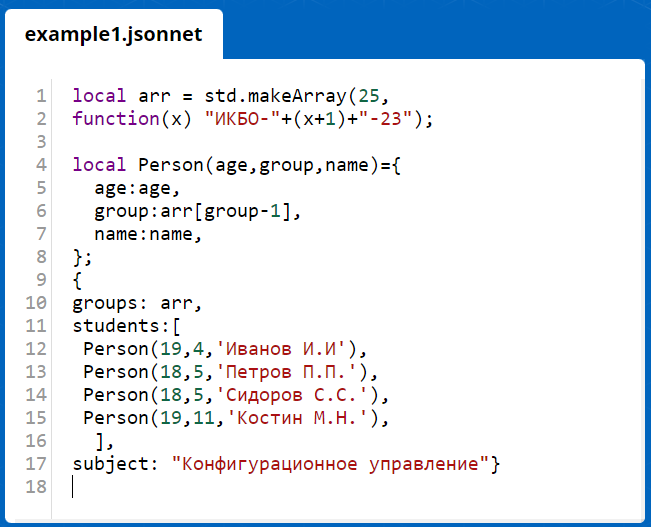 example1.jsonnet
1 local arr = std.makeArray(25,
2 function(x) "ИКБО-"+(x+1)+"-23");
3
4 local Person(age,group,name)={
5   age:age,
6   group:arr[group-1],
7   name:name,
8 };
9 {
10 groups: arr,
11 students:[
12  Person(19,4,'Иванов И.И'),
13  Person(18,5,'Петров П.П.'),
14  Person(18,5,'Сидоров С.С.'),
15  Person(19,11,'Костин М.Н.'),
16   ],
17 subject: "Конфигурационное управление"}
18